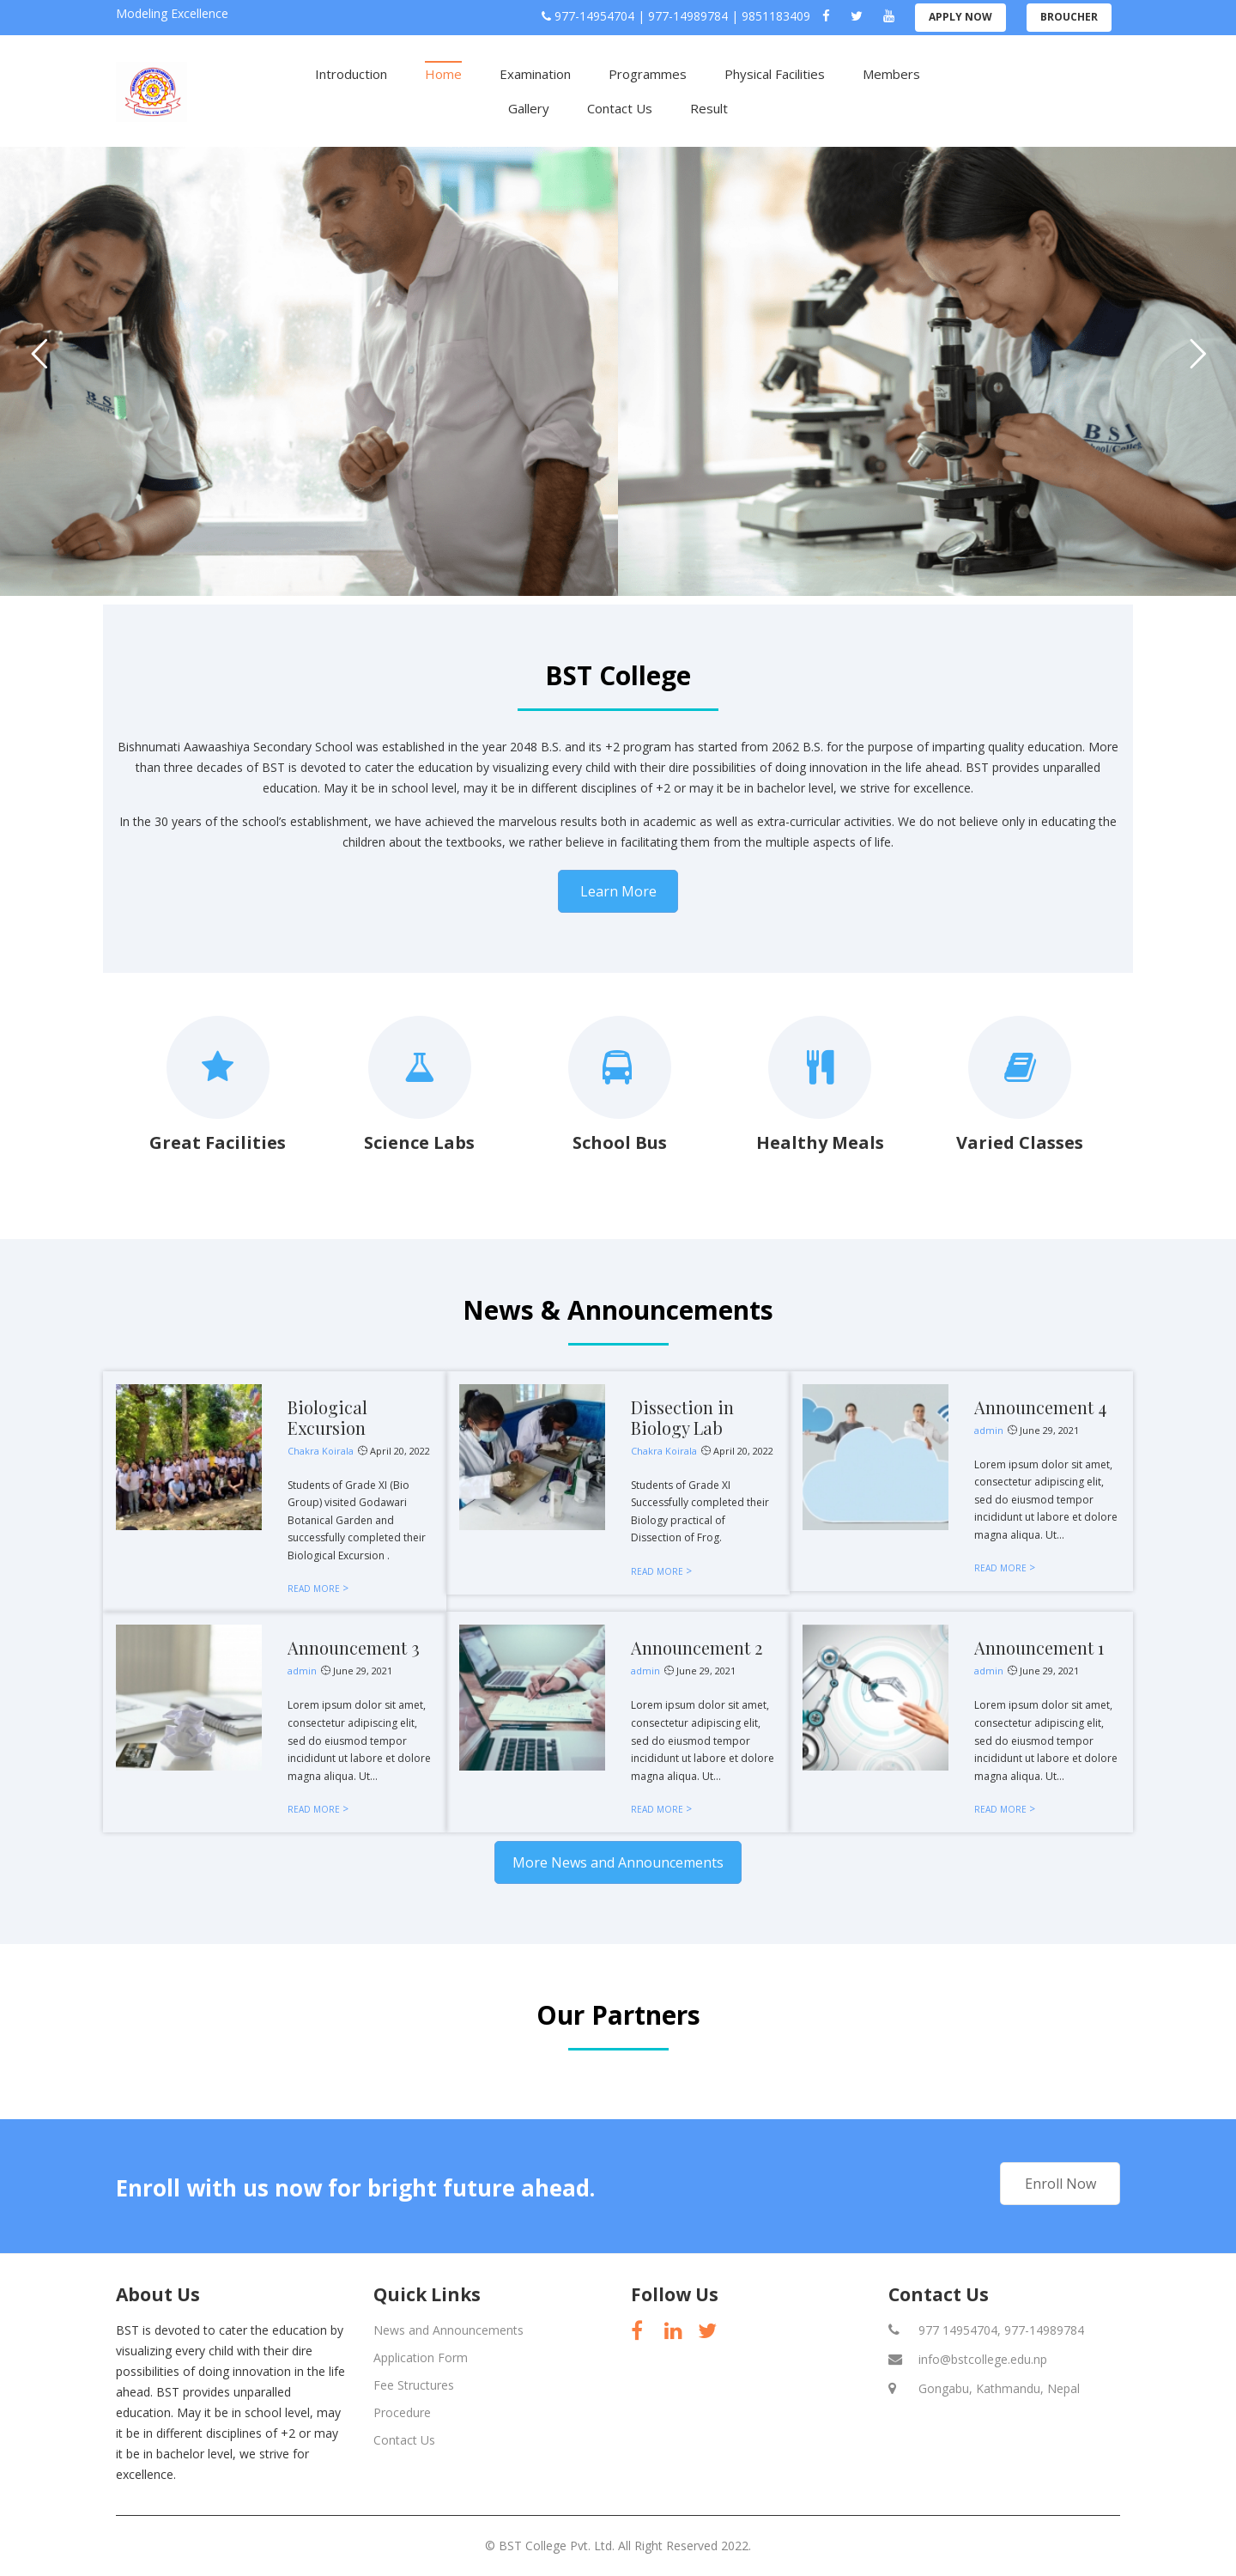 Modeling Excellence
977-14954704 | 977-14989784 | 9851183409
APPLY NOW
BROUCHER
Introduction
Home
Examination
Programmes
Physical Facilities
Members
Gallery
Contact Us
Result
BST College
Bishnumati Aawaashiya Secondary School was established in the year 2048 B.S. and its +2 program has started from 2062 B.S. for the purpose of imparting quality education. More
than three decades of BST is devoted to cater the education by visualizing every child with their dire possibilities of doing innovation in the life ahead. BST provides unparalled
education. May it be in school level, may it be in different disciplines of +2 or may it be in bachelor level, we strive for excellence.
In the 30 years of the school’s establishment, we have achieved the marvelous results both in academic as well as extra-curricular activities. We do not believe only in educating the
children about the textbooks, we rather believe in facilitating them from the multiple aspects of life.
Learn More
Great Facilities
Science Labs
School Bus
Healthy Meals
Varied Classes
News & Announcements
Biological
Excursion
Chakra Koirala April 20, 2022
Students of Grade XI (Bio
Group) visited Godawari
Botanical Garden and
successfully completed their
Biological Excursion .
READ MORE >
Dissection in
Biology Lab
Chakra Koirala April 20, 2022
Students of Grade XI
Successfully completed their
Biology practical of
Dissection of Frog.
READ MORE >
Announcement 4
admin June 29, 2021
Lorem ipsum dolor sit amet,
consectetur adipiscing elit,
sed do eiusmod tempor
incididunt ut labore et dolore
magna aliqua. Ut...
READ MORE >
Announcement 3
admin June 29, 2021
Lorem ipsum dolor sit amet,
consectetur adipiscing elit,
sed do eiusmod tempor
incididunt ut labore et dolore
magna aliqua. Ut...
READ MORE >
Announcement 2
admin June 29, 2021
Lorem ipsum dolor sit amet,
consectetur adipiscing elit,
sed do eiusmod tempor
incididunt ut labore et dolore
magna aliqua. Ut...
READ MORE >
Announcement 1
admin June 29, 2021
Lorem ipsum dolor sit amet,
consectetur adipiscing elit,
sed do eiusmod tempor
incididunt ut labore et dolore
magna aliqua. Ut...
READ MORE >
More News and Announcements
Our Partners
Enroll with us now for bright future ahead.
Enroll Now
About Us
BST is devoted to cater the education by
visualizing every child with their dire
possibilities of doing innovation in the life
ahead. BST provides unparalled
education. May it be in school level, may
it be in different disciplines of +2 or may
it be in bachelor level, we strive for
excellence.
Quick Links
News and Announcements
Application Form
Fee Structures
Procedure
Contact Us
Follow Us
Contact Us
977 14954704, 977-14989784
info@bstcollege.edu.np
Gongabu, Kathmandu, Nepal
© BST College Pvt. Ltd. All Right Reserved 2022.